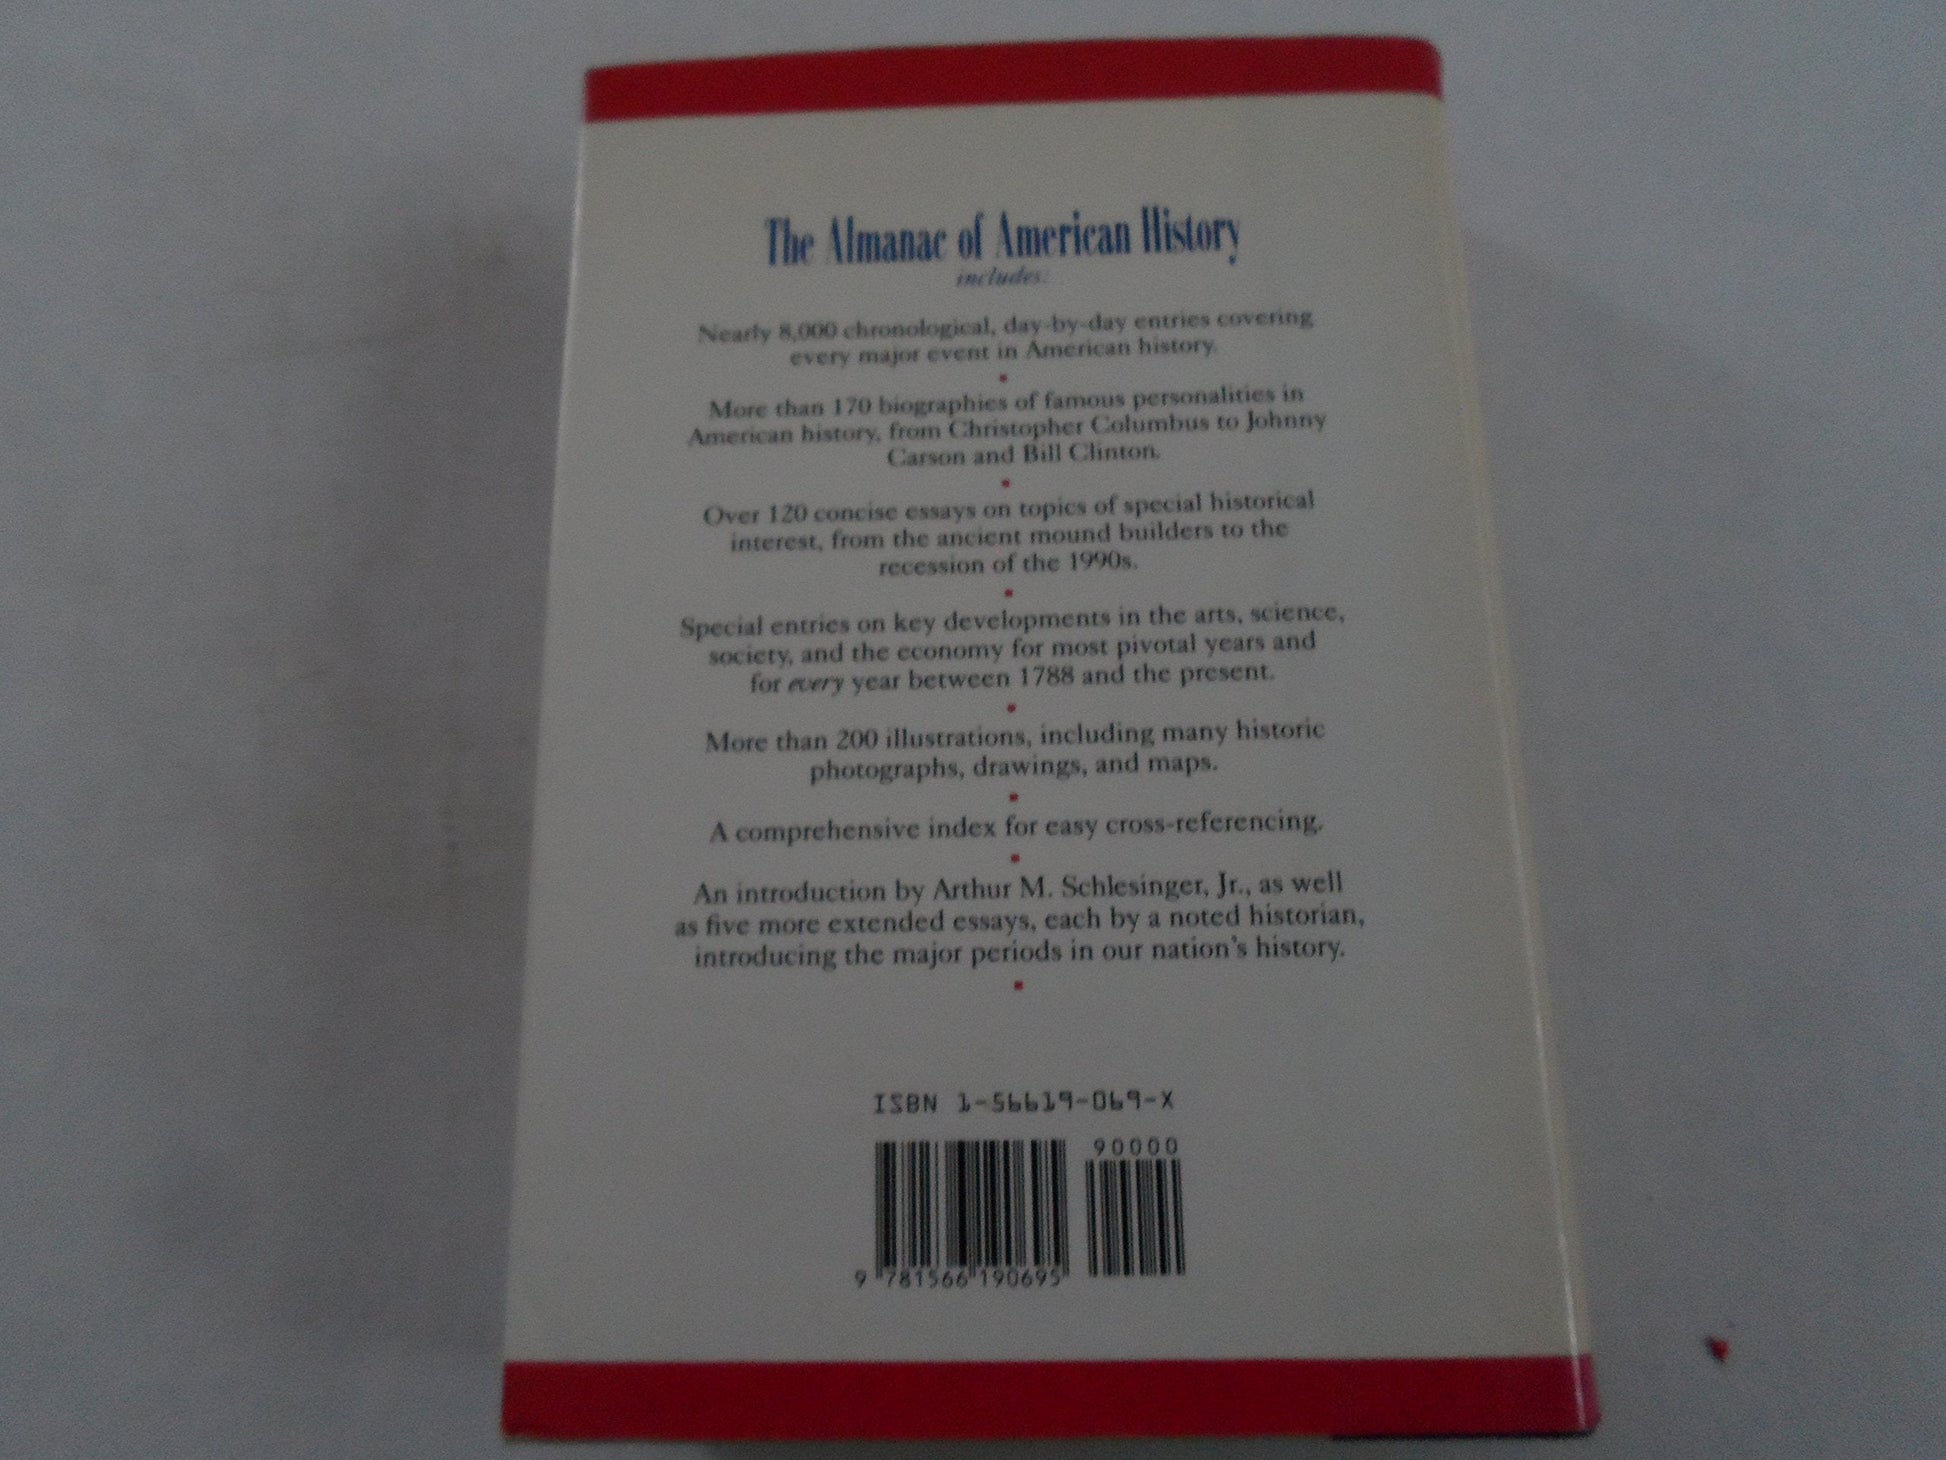 The Almanac of American History
includes:
Nearly 8,000 chronological, day-by-day entries covering
every major event in American history.
More than 170 biographies of famous personalities in
American history, from Christopher Columbus to Johnny
Carson and Bill Clinton.
Over 120 concise essays on topics of special historical
interest, from the ancient mound builders to the
recession of the 1990s.
Special entries on key developments in the arts, science,
society, and the economy for most pivotal years and
for every year between 1788 and the present.
More than 200 illustrations, including many historic
photographs, drawings, and maps.
A comprehensive index for easy cross-referencing.
An introduction by Arthur M. Schlesinger, Jr., as well
as five more extended essays, each by a noted historian,
introducing the major periods in our nation's history.
ISBN 1-56619-069-X
90000
9 781566 190695